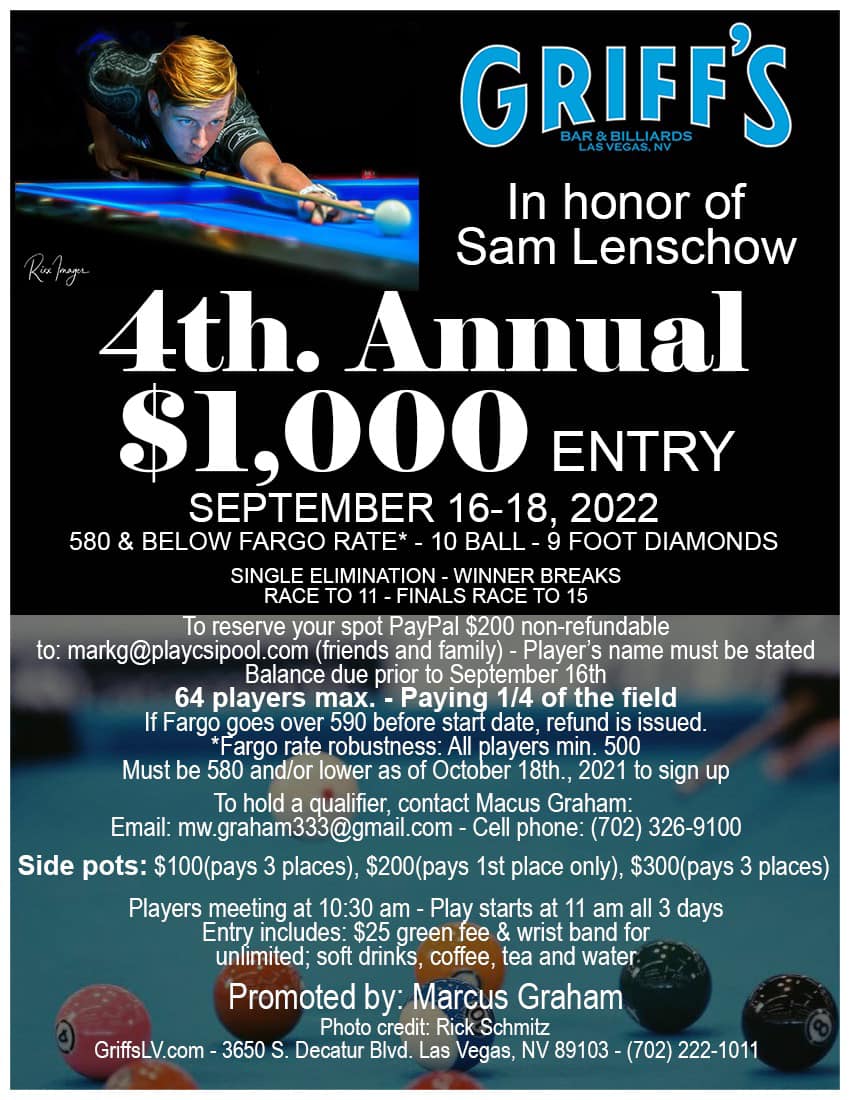 GRIFF'S
BAR & BILLIARDS
LAS VEGAS, NV
In honor of
Sam Lenschow
Rixx Images
4th. Annual
$1,000 ENTRY
SEPTEMBER 16-18, 2022
580 & BELOW FARGO RATE* - 10 BALL - 9 FOOT DIAMONDS
SINGLE ELIMINATION - WINNER BREAKS
RACE TO 11 - FINALS RACE TO 15
To reserve your spot PayPal $200 non-refundable
to: markg@playcsipool.com (friends and family) - Player's name must be stated
Balance due prior to September 16th
64 players max. - Paying 1/4 of the field
If Fargo goes over 590 before start date, refund is issued.
*Fargo rate robustness: All players min. 500
Must be 580 and/or lower as of October 18th., 2021 to sign up
To hold a qualifier, contact Macus Graham:
Email: mw.graham333@gmail.com - Cell phone: (702) 326-9100
Side pots: $100(pays 3 places), $200(pays 1st place only), $300(pays 3 places)
Players meeting at 10:30 am - Play starts at 11 am all 3 days
Entry includes: $25 green fee & wrist band for
unlimited; soft drinks, coffee, tea and water
Promoted by: Marcus Graham
Photo credit: Rick Schmitz
GriffsLV.com - 3650 S. Decatur Blvd. Las Vegas, NV 89103 - (702) 222-1011
4
8